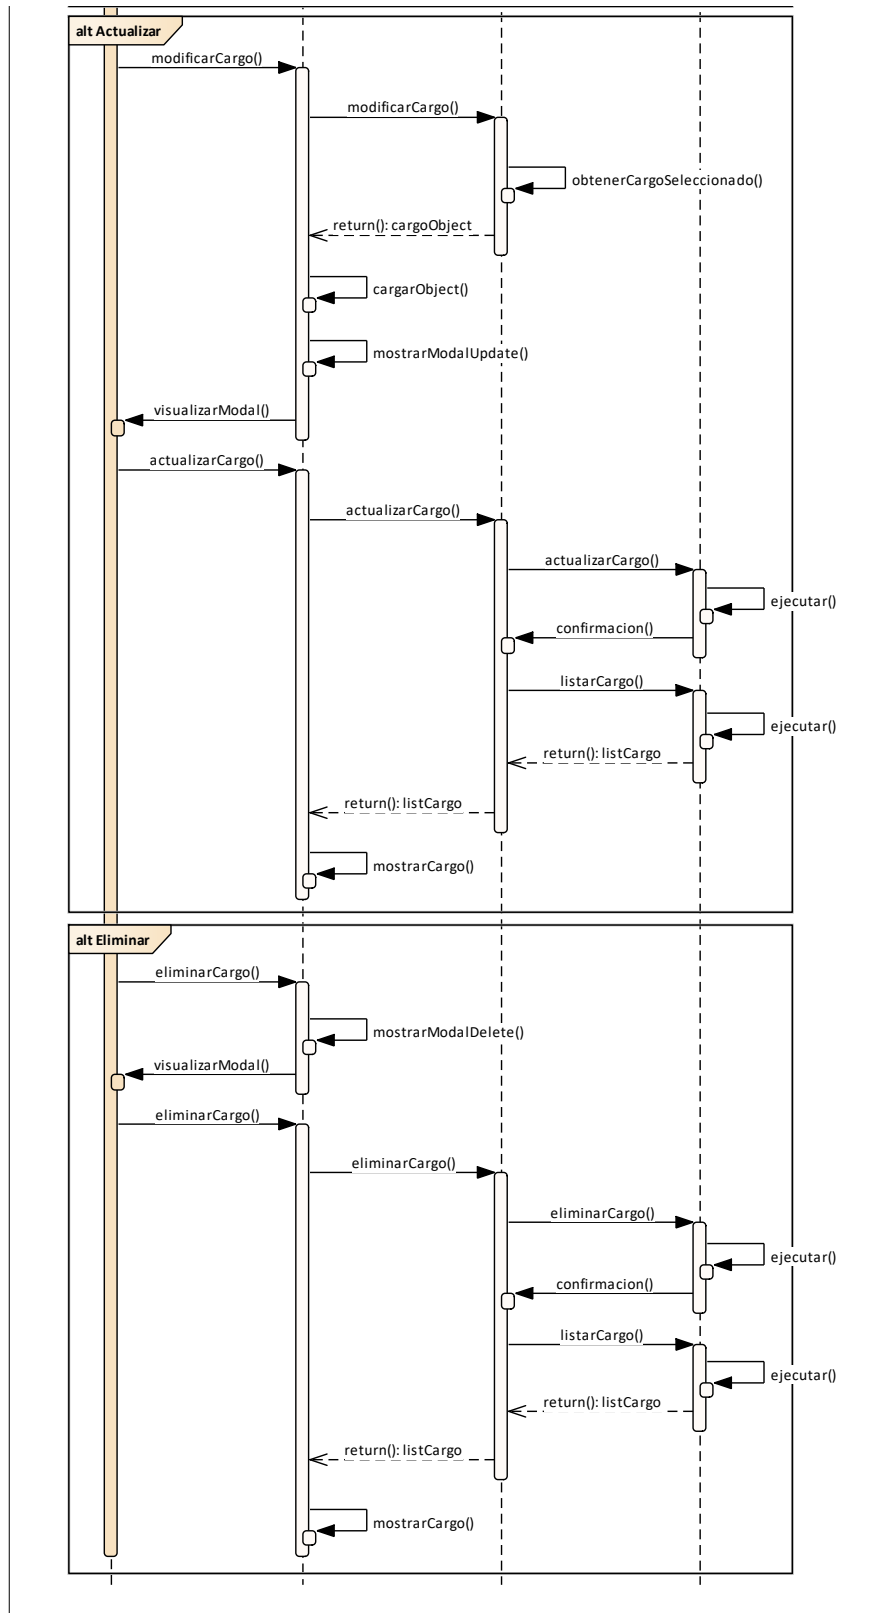 alt Actualizar
modificarCargo()
modificarCargo()
obtenerCargoSeleccionado()
return(): cargoObject
cargarObject()
mostrarModalUpdate()
visualizarModal()
actualizarCargo()
actualizarCargo()
actualizarCargo()
ejecutar()
confirmacion()
listarCargo()
ejecutar()
return(): listCargo
return(): listCargo
mostrarCargo()
alt Eliminar
eliminarCargo()
mostrarModalDelete()
visualizarModal()
eliminarCargo()
eliminarCargo()
eliminarCargo()
ejecutar()
confirmacion()
listarCargo()
ejecutar()
return(): listCargo
return(): listCargo
mostrarCargo()